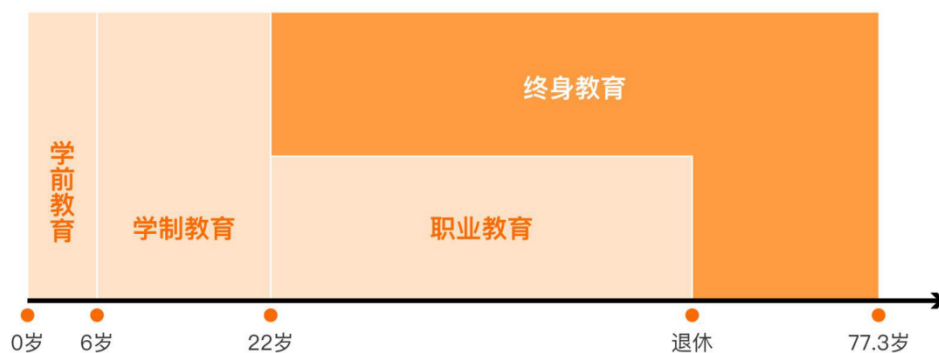 终身教育
学前教育
学制教育
职业教育
0岁
6岁
22岁
退休
77.3岁